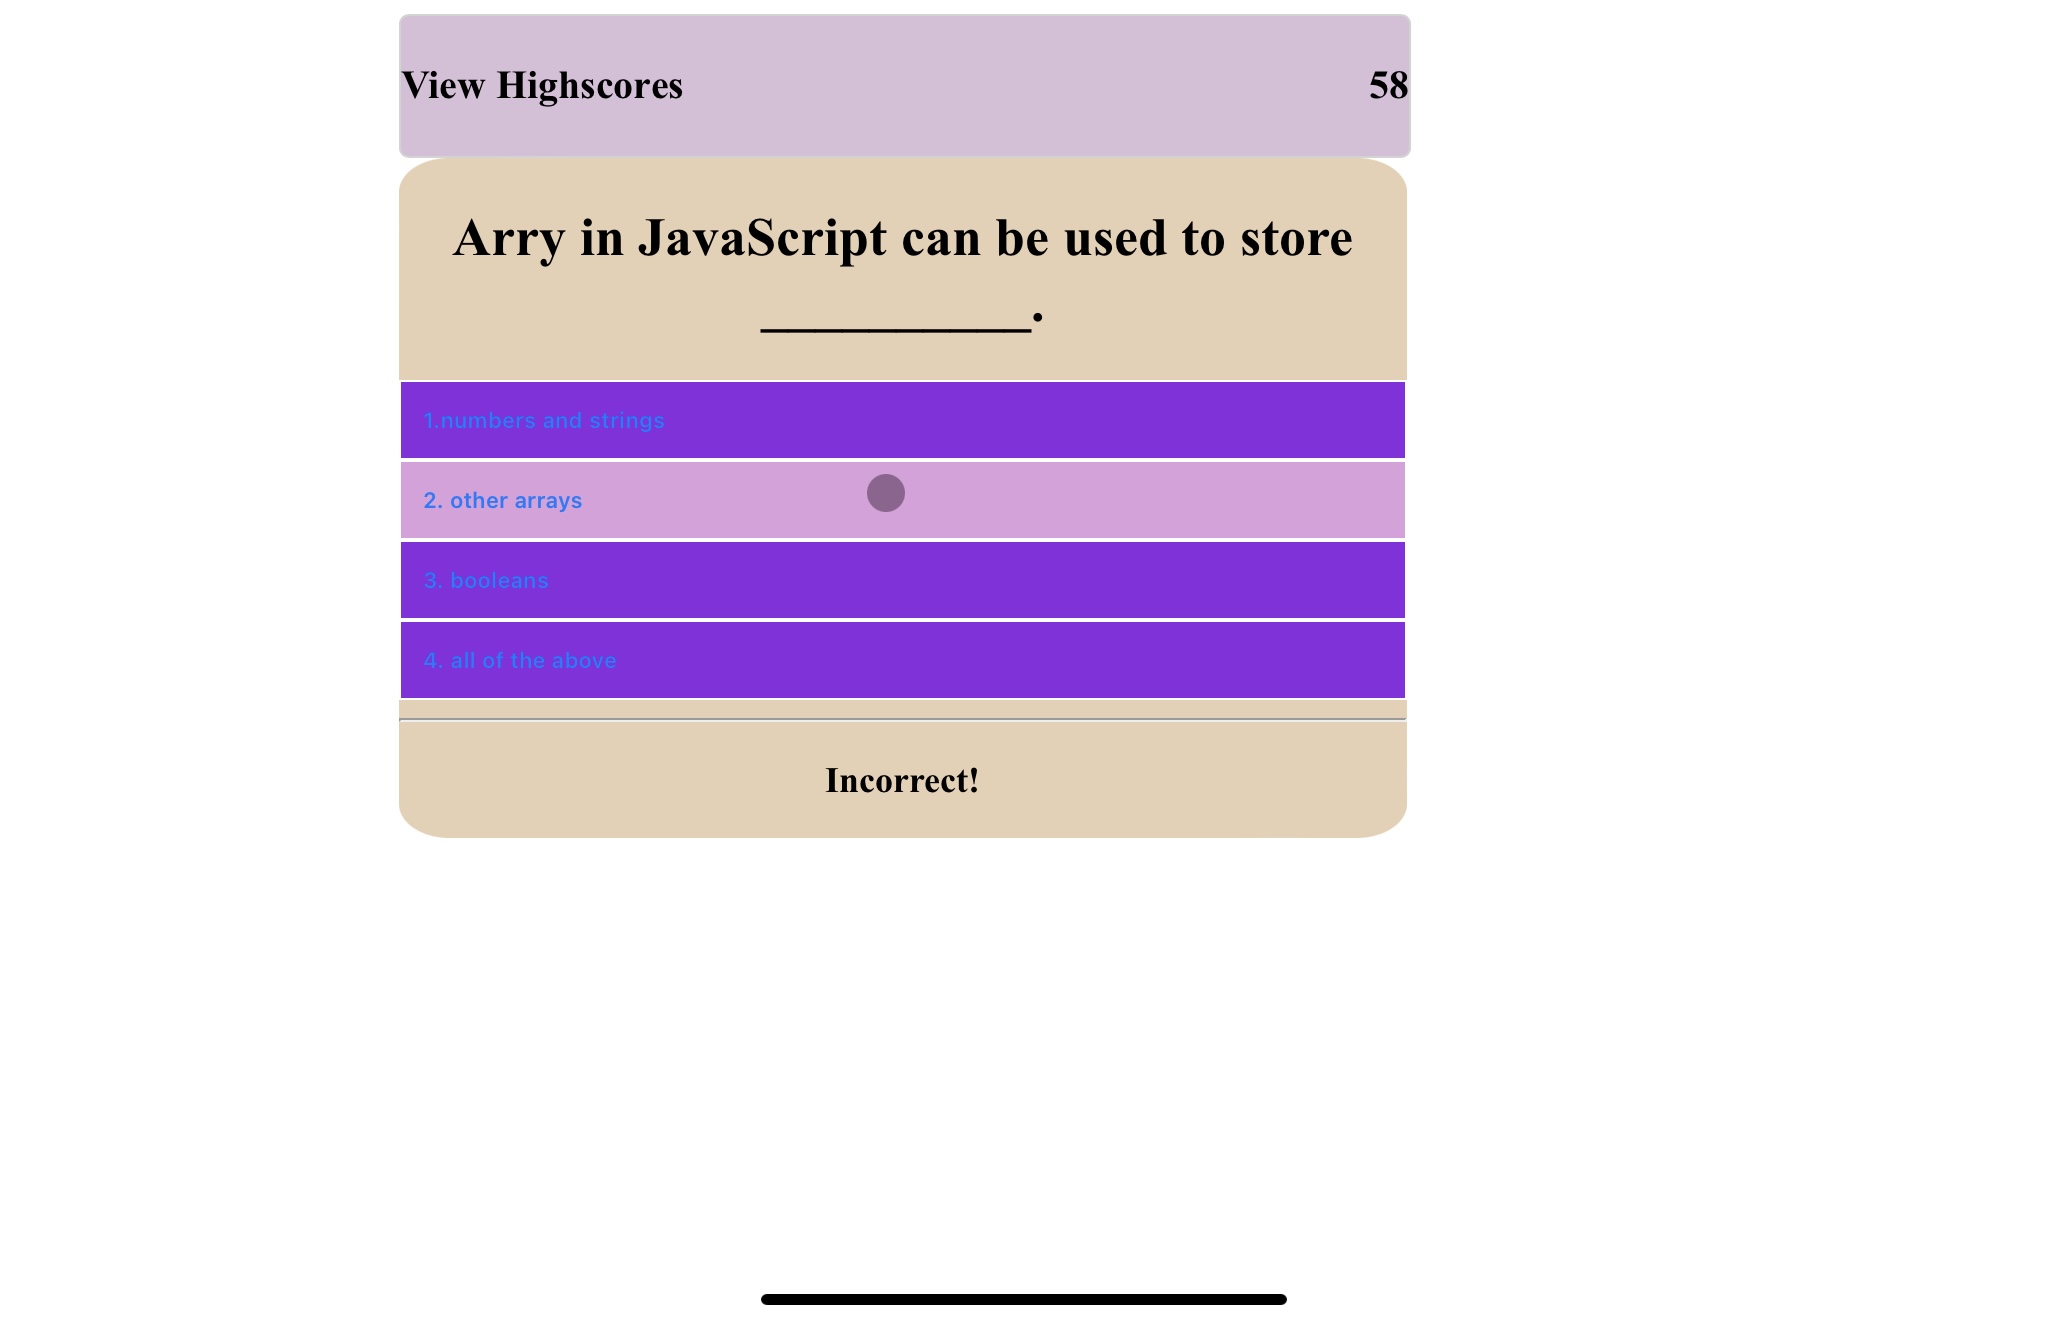 View Highscores 58
Arry in JavaScript can be used to store
__________.
1.numbers and strings
2. other arrays
3. booleans
4. all of the above
Incorrect!